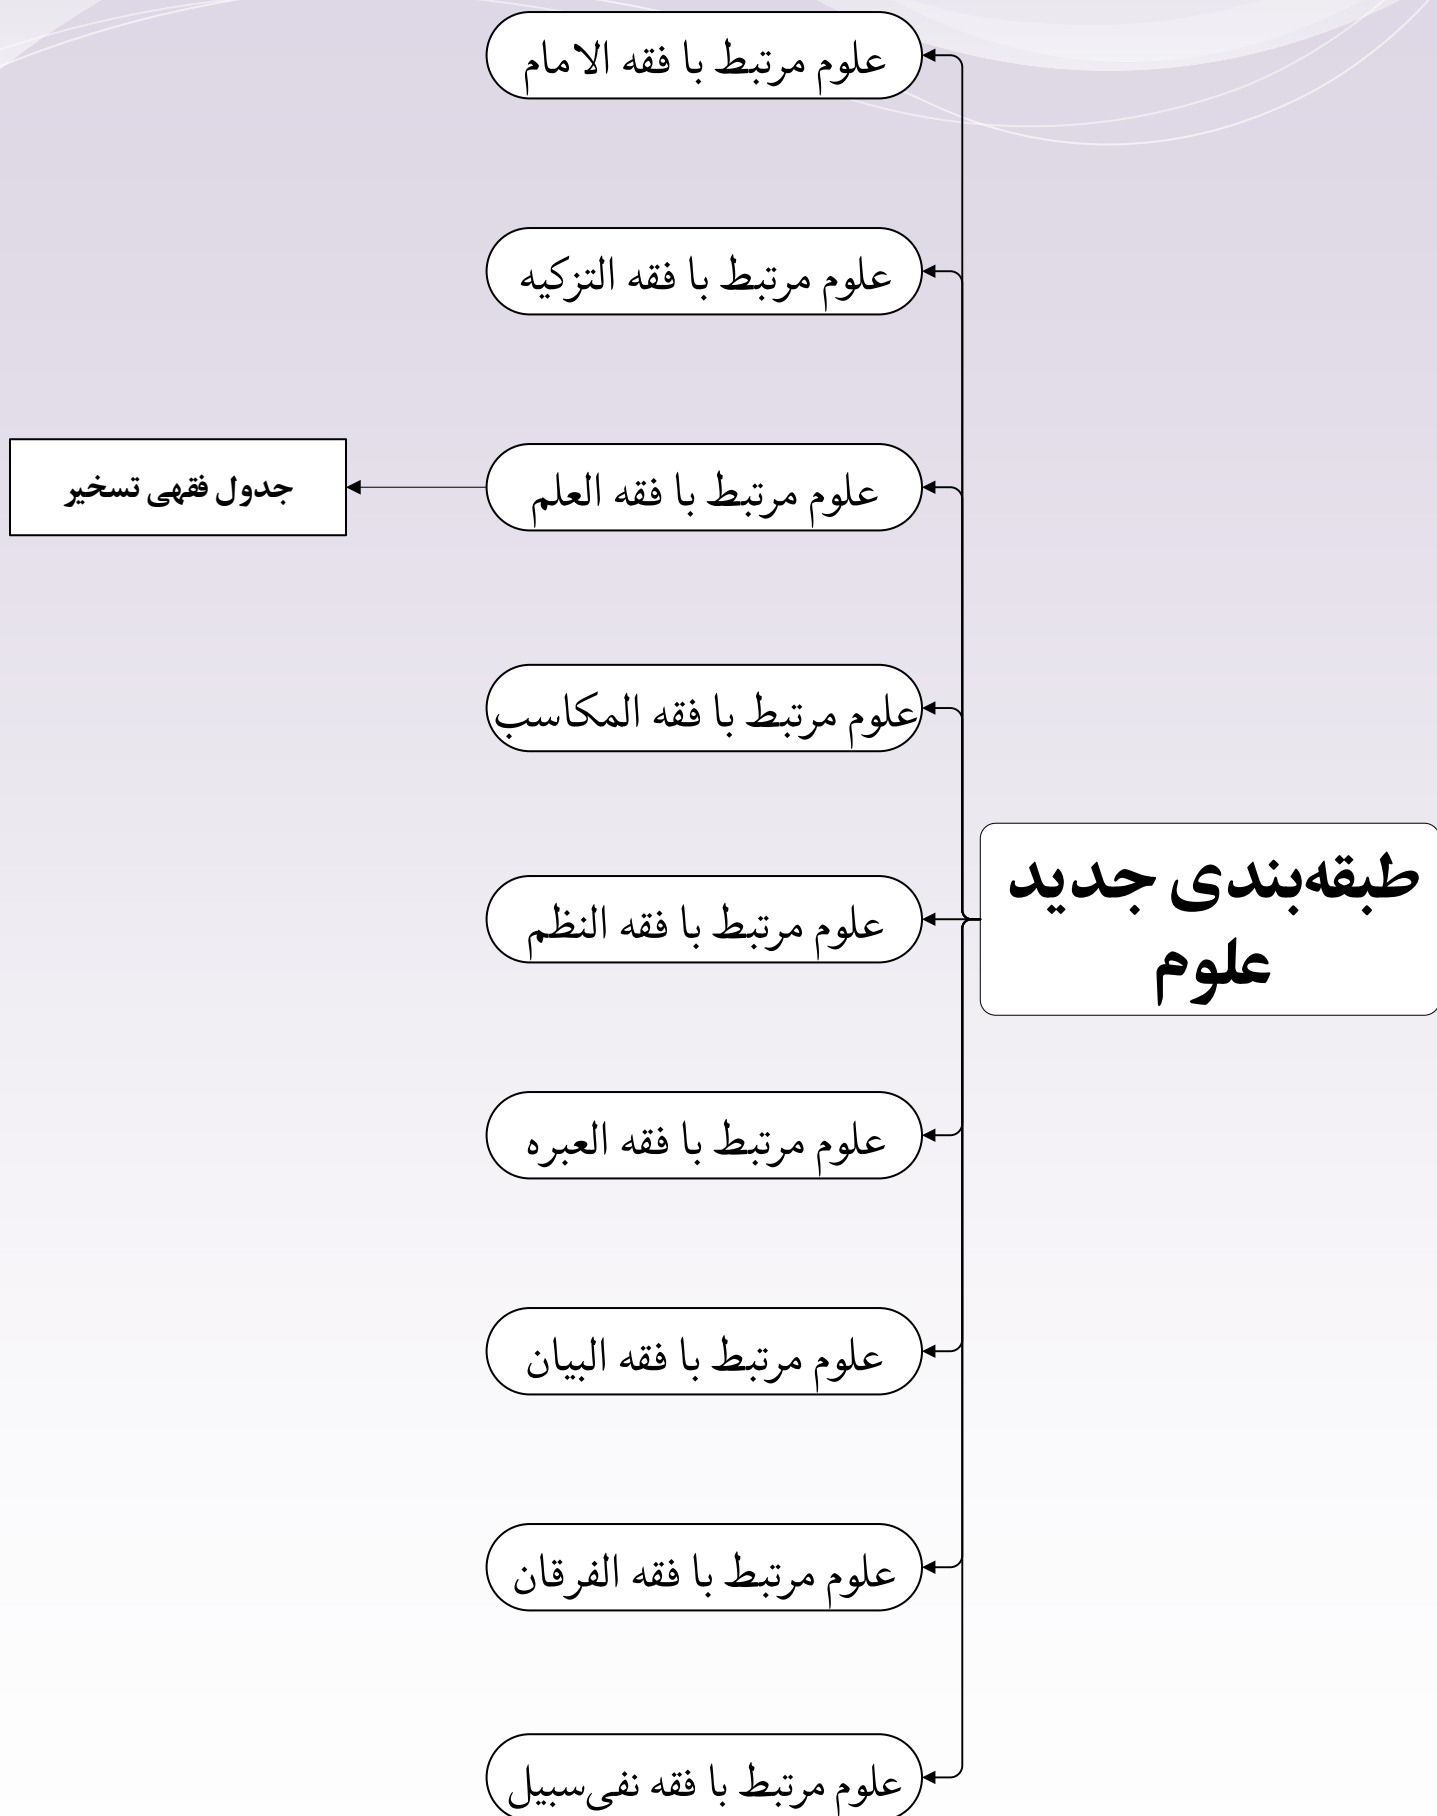 طبقه‌بندی جدید
علوم
علوم مرتبط با فقه الامام
علوم مرتبط با فقه التزکیه
علوم مرتبط با فقه العلم
جدول فقهی تسخیر
علوم مرتبط با فقه المکاسب
علوم مرتبط با فقه النظم
علوم مرتبط با فقه العبره
علوم مرتبط با فقه البیان
علوم مرتبط با فقه الفرقان
علوم مرتبط با فقه نفی‌سبیل